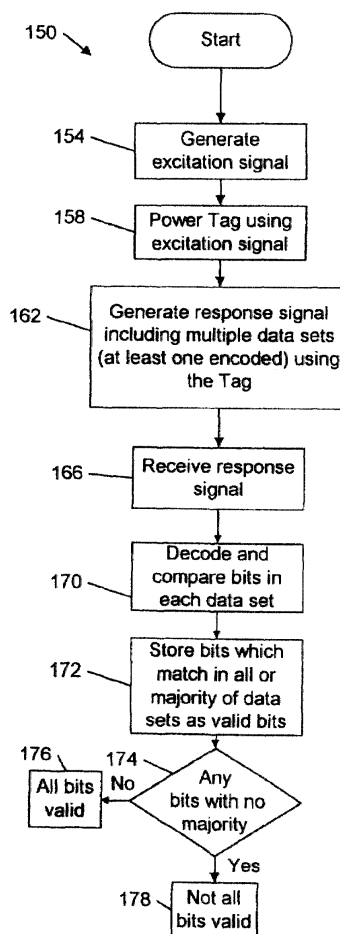 150
Start
154
Generate
excitation signal
158
Power Tag using
excitation signal
162
Generate response signal
including multiple data sets
(at least one encoded) using
the Tag
166
Receive response
signal
170
Decode and
compare bits in
each data set
172
Store bits which
match in all or
majority of data
sets as valid bits
174
Any
bits with no
majority
No
176
All bits
valid
Yes
178
Not all
bits valid